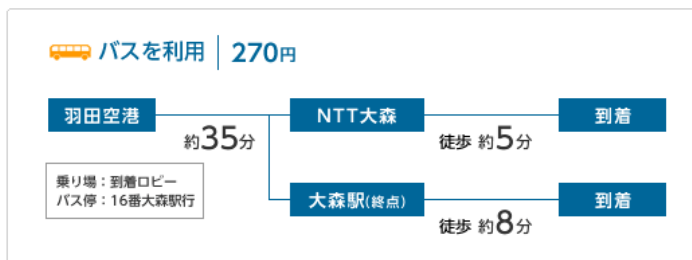 バスを利用 270円
羽田空港
約35分
NTT大森
徒歩 約5分
到着
乗り場：到着ロビー
バス停：16番大森駅行
大森駅(終点)
徒歩 約8分
到着